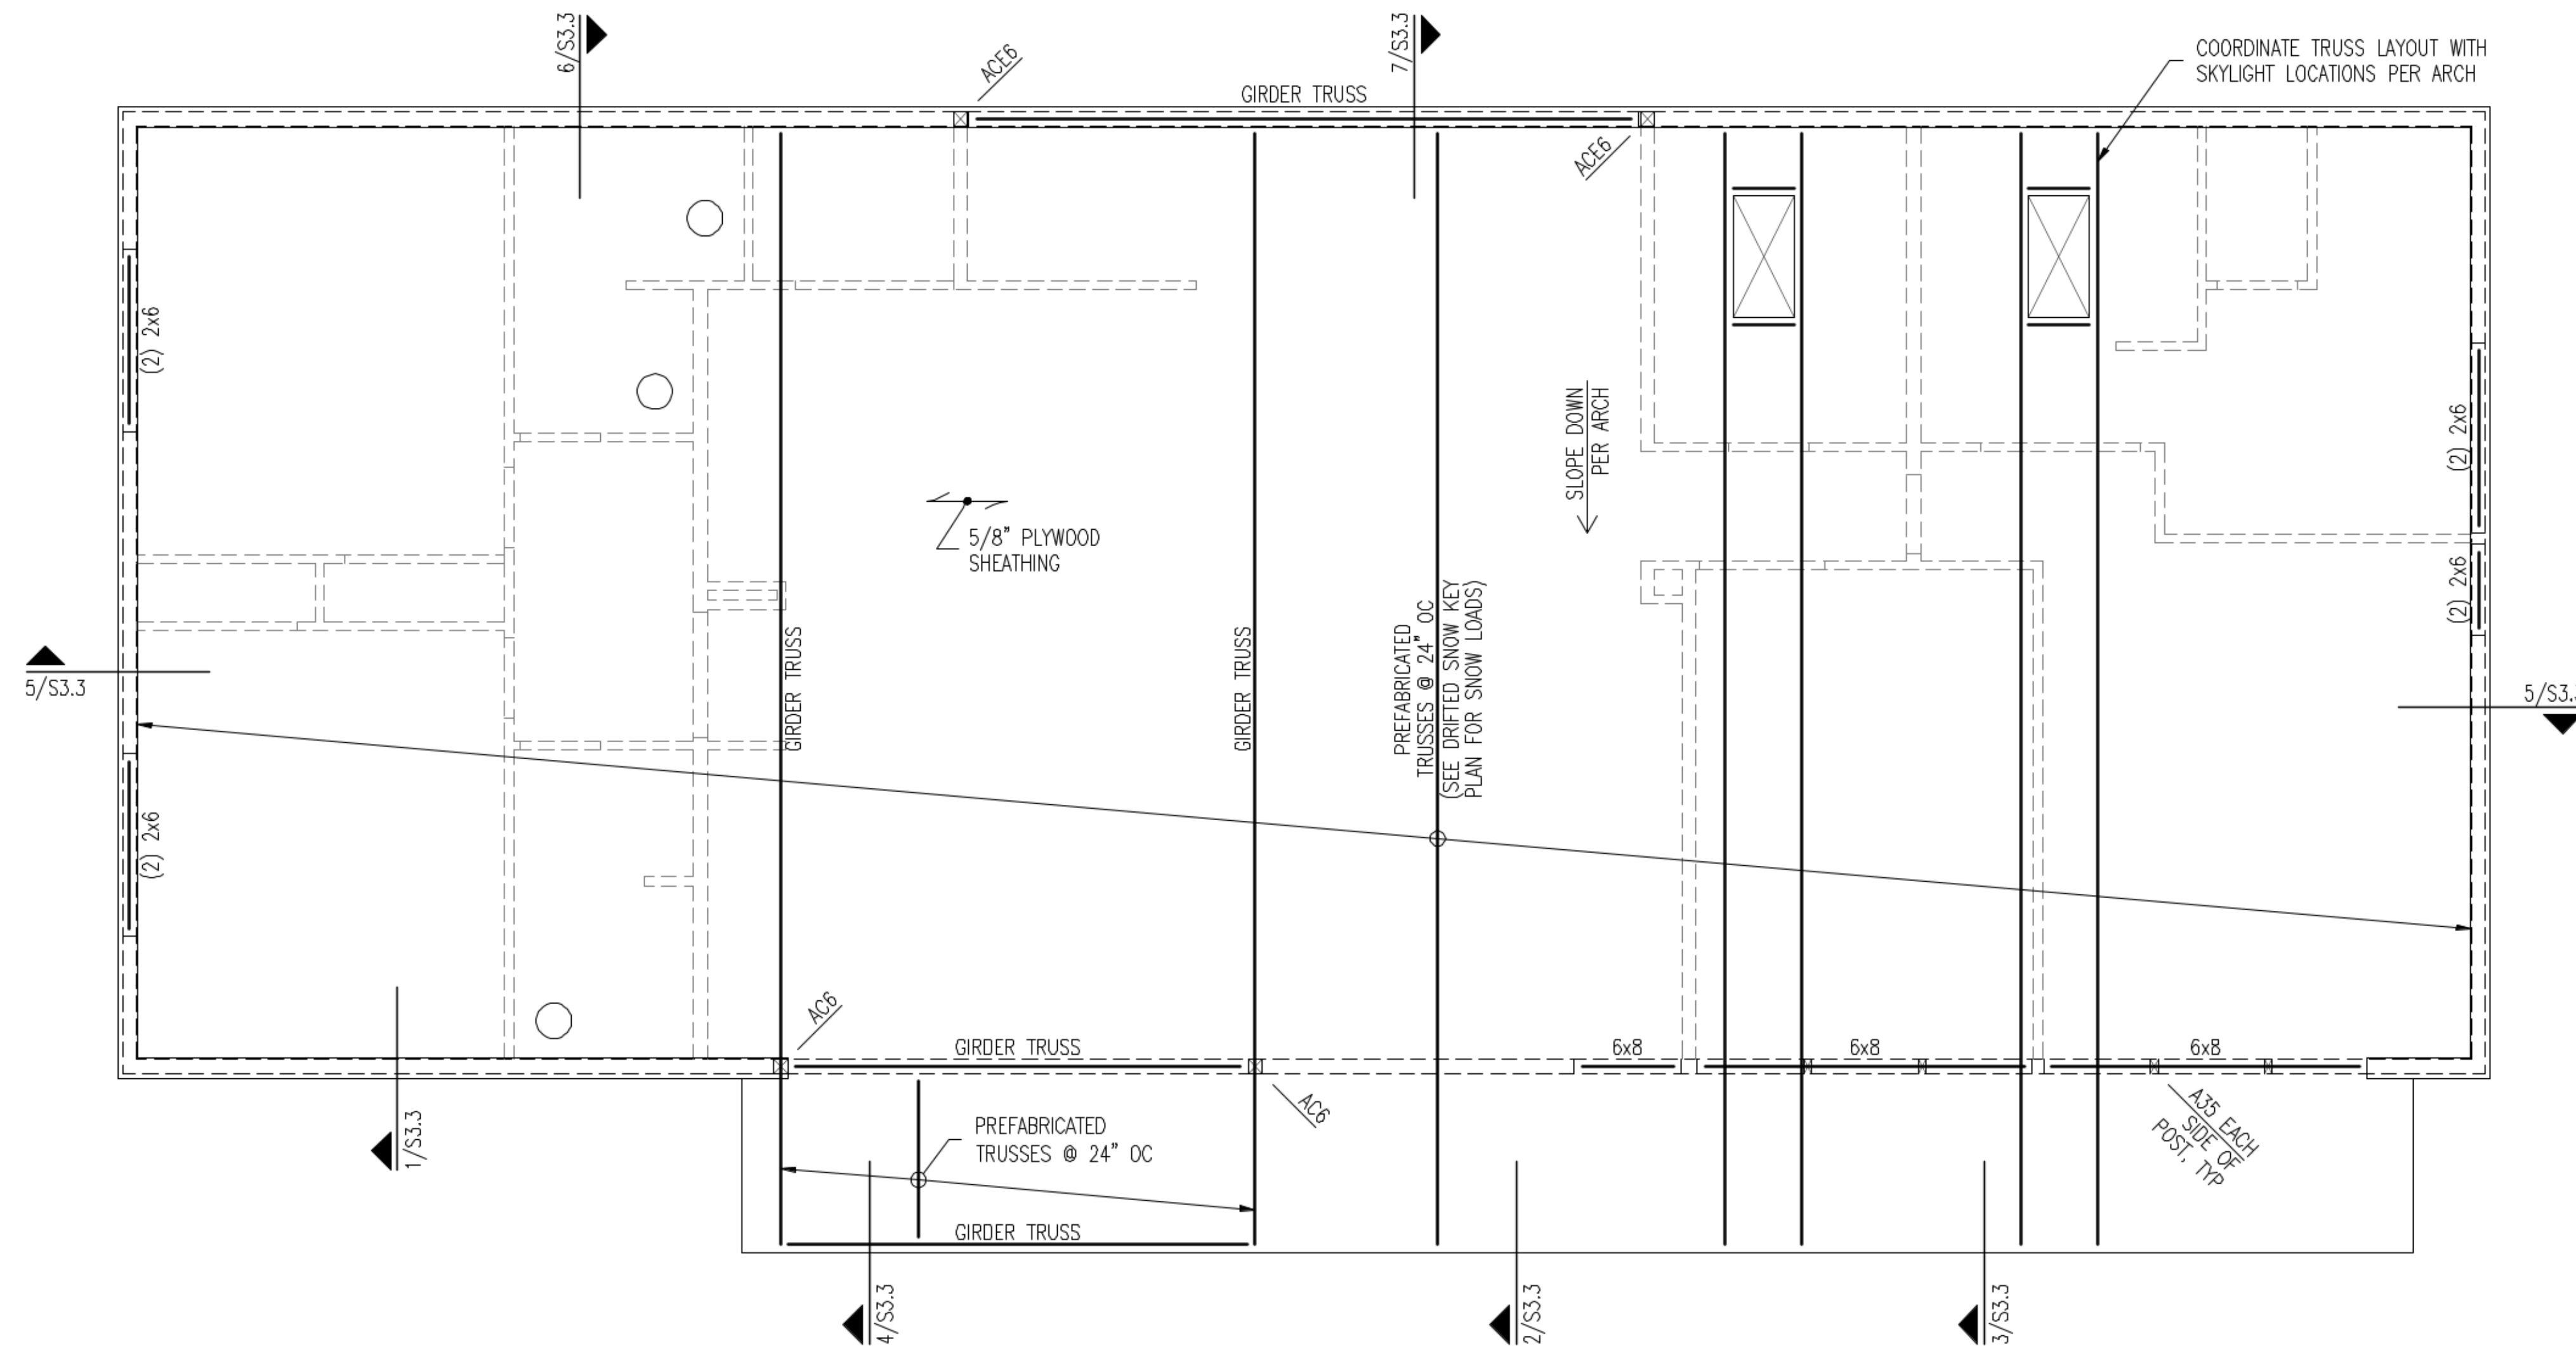 6/S3.3
ACE6
7/S3.3
COORDINATE TRUSS LAYOUT WITH
SKYLIGHT LOCATIONS PER ARCH
GIRDER TRUSS
ACE6
(2) 2x6
SLOPE DOWN
PER ARCH
(2) 2x6
5/8" PLYWOOD
SHEATHING
(2) 2x6
GIRDER TRUSS
GIRDER TRUSS
PREFABRICATED
TRUSSES @ 24" OC
(SEE DRIFTED SNOW KEY
PLAN FOR SNOW LOADS)
5/S3.3
5/S3.
(2) 2x6
AC6
GIRDER TRUSS
6x8
6x8
6x8
AC6
A35 EACH
SIDE OF
POST, TYP
1/S3.3
PREFABRICATED
TRUSSES @ 24" OC
GIRDER TRUSS
4/S3.3
2/S3.3
3/S3.3